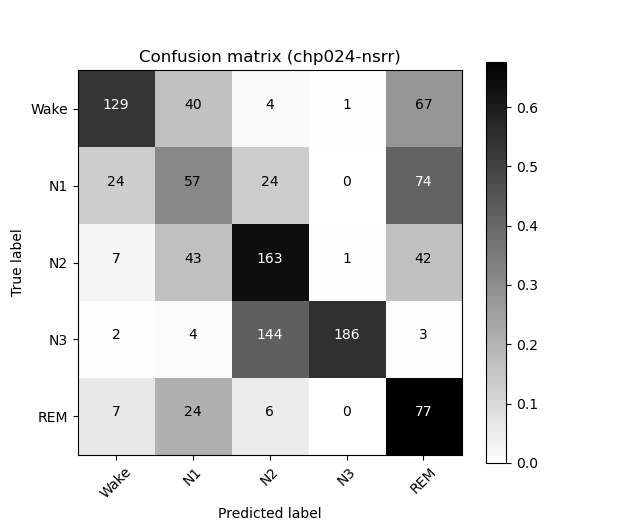 Confusion matrix (chp024-nsrr)
True label
Wake 129 40 4 1 67
N1 24 57 24 0 74
N2 7 43 163 1 42
N3 2 4 144 186 3
REM 7 24 6 0 77
Wake N1 N2 N3 REM
Predicted label
0.6
0.5
0.4
0.3
0.2
0.1
0.0